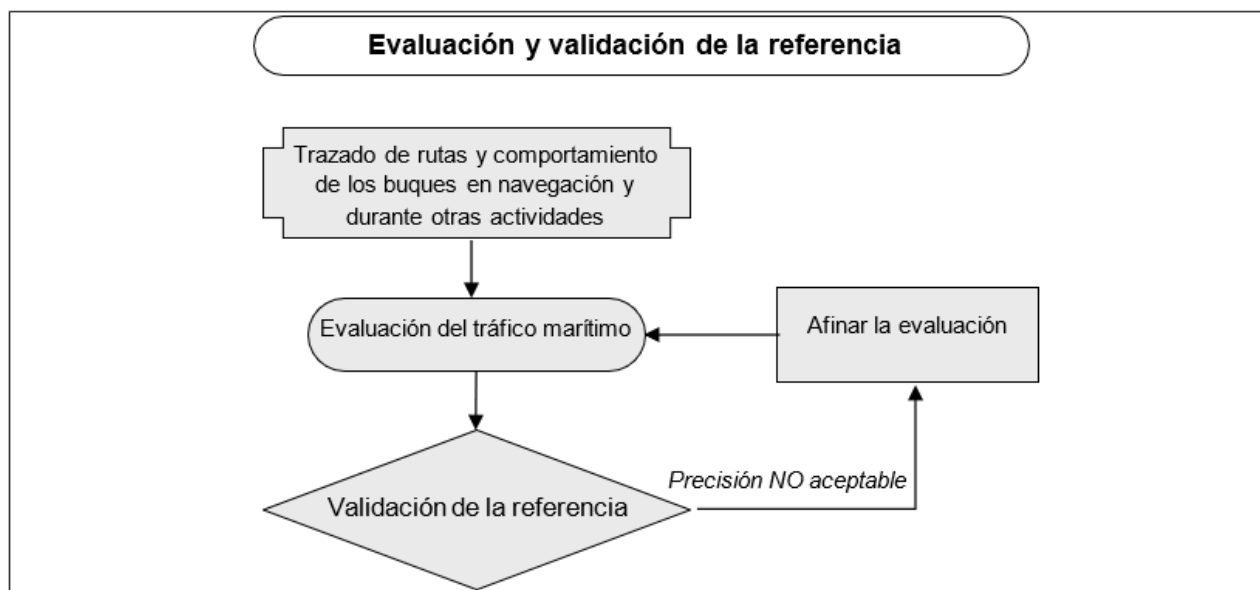 Evaluación y validación de la referencia
Trazado de rutas y comportamiento
de los buques en navegación y
durante otras actividades
Evaluación del tráfico marítimo
Afinar la evaluación
Precisión NO aceptable
Validación de la referencia